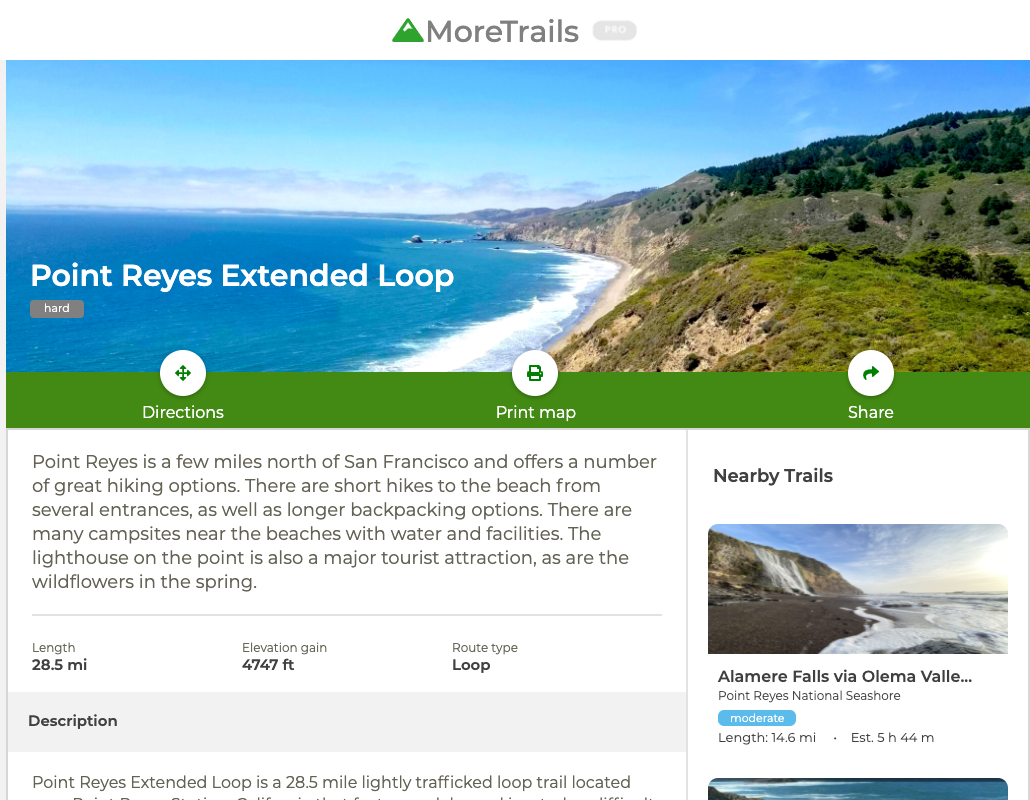 MoreTrails PRO
Point Reyes Extended Loop
hard
Directions
Print map
Share
Point Reyes is a few miles north of San Francisco and offers a number
of great hiking options. There are short hikes to the beach from
several entrances, as well as longer backpacking options. There are
many campsites near the beaches with water and facilities. The
lighthouse on the point is also a major tourist attraction, as are the
wildflowers in the spring.
Length
28.5 mi
Elevation gain
4747 ft
Route type
Loop
Description
Point Reyes Extended Loop is a 28.5 mile lightly trafficked loop trail located
Nearby Trails
Alamere Falls via Olema Valle...
Point Reyes National Seashore
moderate
Length: 14.6 mi · Est. 5 h 44 m